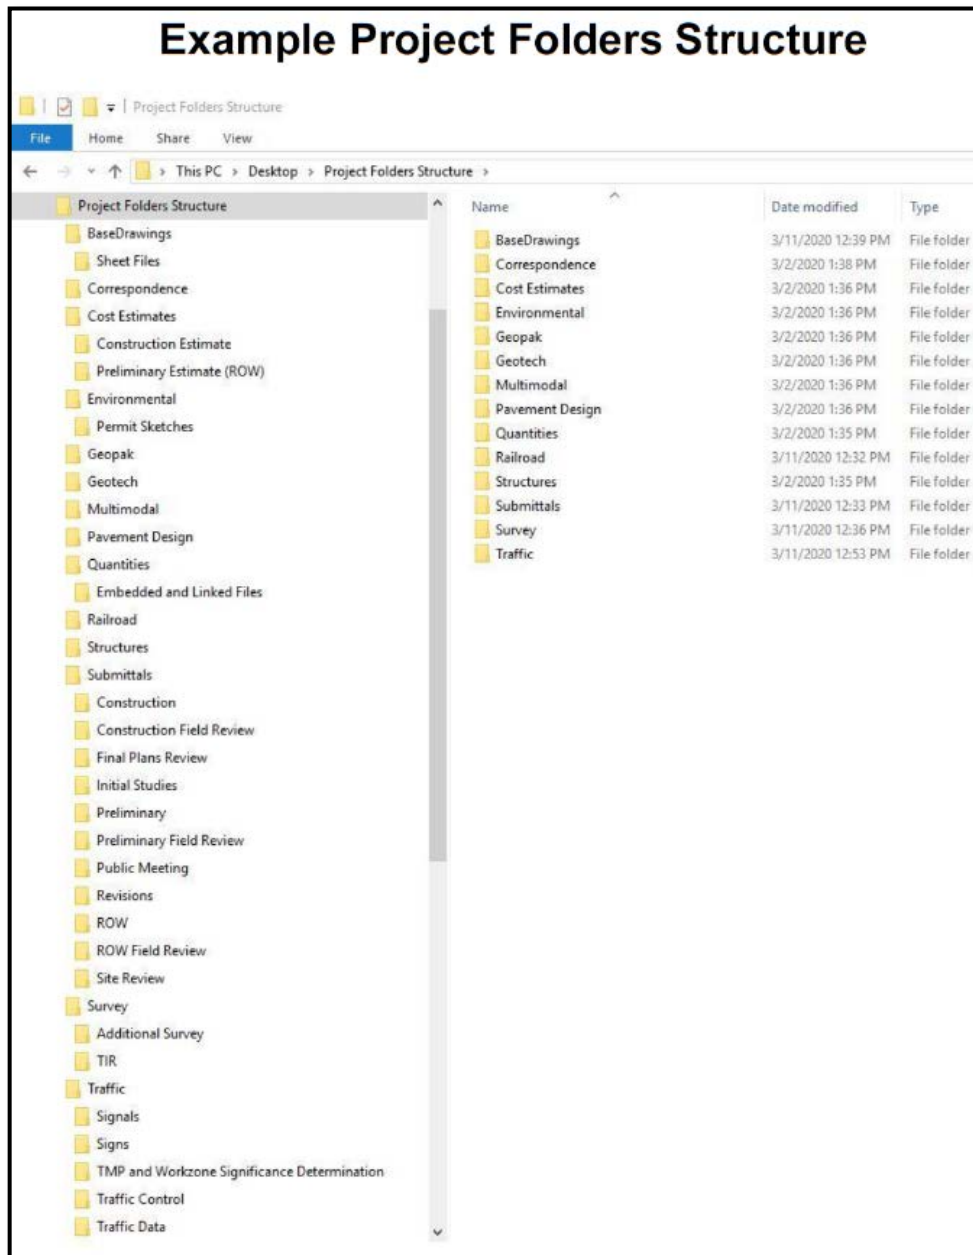 Example Project Folders Structure
Project Folders Structure
File Home Share View
This PC > Desktop > Project Folders Structure >
Project Folders Structure
BaseDrawings
Sheet Files
Correspondence
Cost Estimates
Construction Estimate
Preliminary Estimate (ROW)
Environmental
Permit Sketches
Geopak
Geotech
Multimodal
Pavement Design
Quantities
Embedded and Linked Files
Railroad
Structures
Submittals
Construction
Construction Field Review
Final Plans Review
Initial Studies
Preliminary
Preliminary Field Review
Public Meeting
Revisions
ROW
ROW Field Review
Site Review
Survey
Additional Survey
TIR
Traffic
Signals
Signs
TMP and Workzone Significance Determination
Traffic Control
Traffic Data
Name Date modified Type
BaseDrawings 3/11/2020 12:39 PM File folder
Correspondence 3/2/2020 1:38 PM File folder
Cost Estimates 3/2/2020 1:36 PM File folder
Environmental 3/2/2020 1:36 PM File folder
Geopak 3/2/2020 1:36 PM File folder
Geotech 3/2/2020 1:36 PM File folder
Multimodal 3/2/2020 1:36 PM File folder
Pavement Design 3/2/2020 1:36 PM File folder
Quantities 3/2/2020 1:35 PM File folder
Railroad 3/11/2020 12:32 PM File folder
Structures 3/2/2020 1:35 PM File folder
Submittals 3/11/2020 12:33 PM File folder
Survey 3/11/2020 12:36 PM File folder
Traffic 3/11/2020 12:53 PM File folder